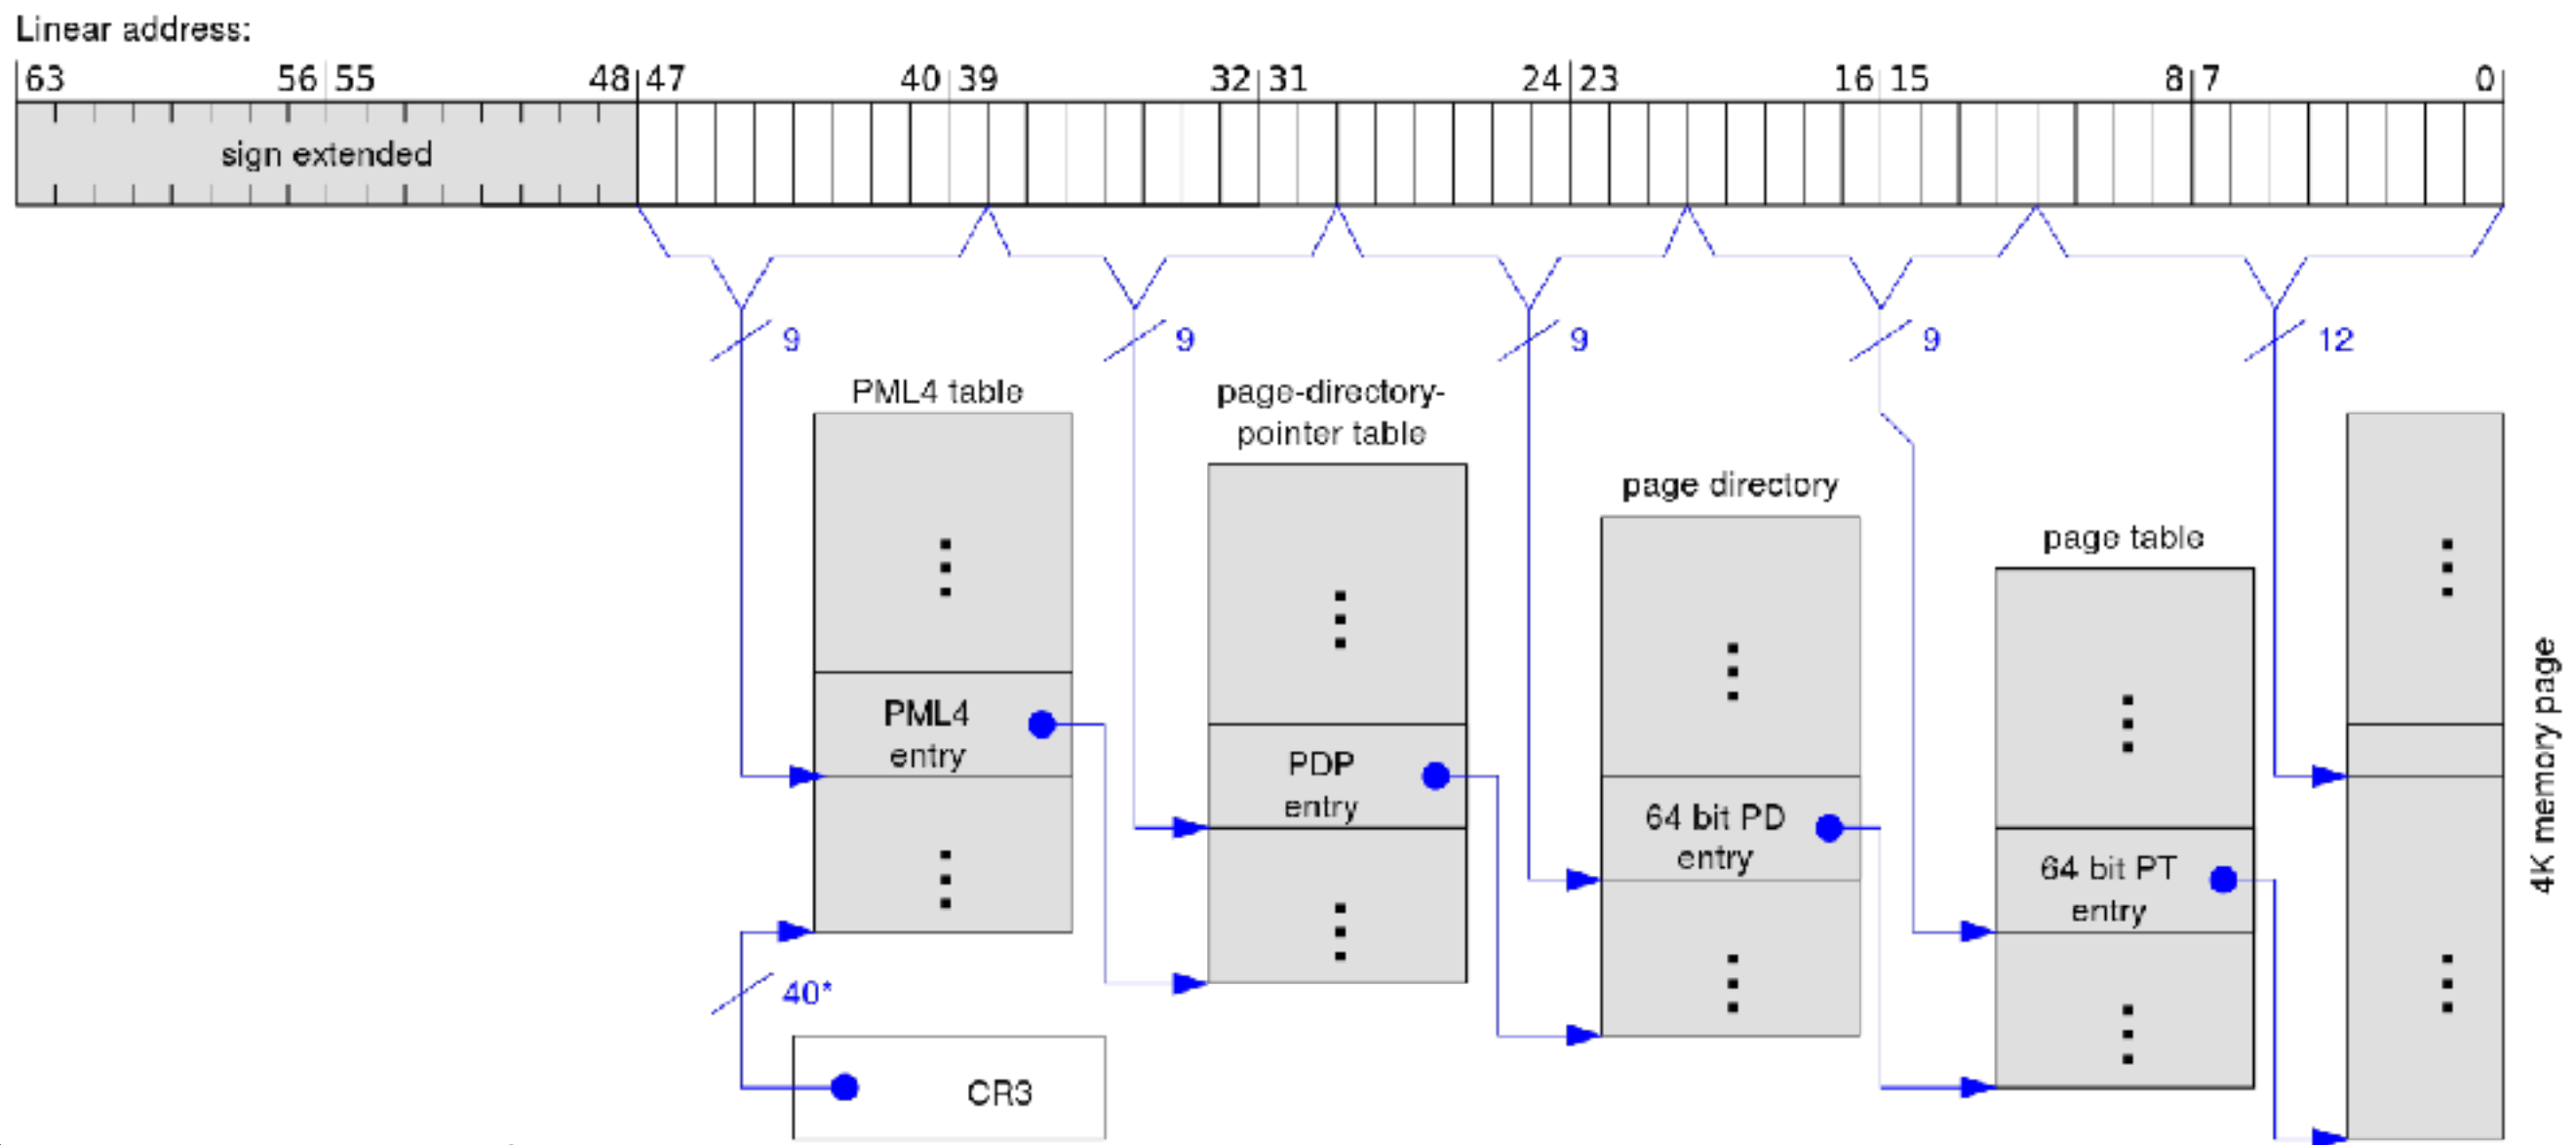 Linear address:
63 56 55 48 47 40 39 32 31 24 23 16 15 8 7 0
sign extended
9 9 9 9 12
PML4 table
page-directory-
pointer table
page directory
page table
PML4
entry
PDP
entry
64 bit PD
entry
64 bit PT
entry
4K memory page
40*
CR3